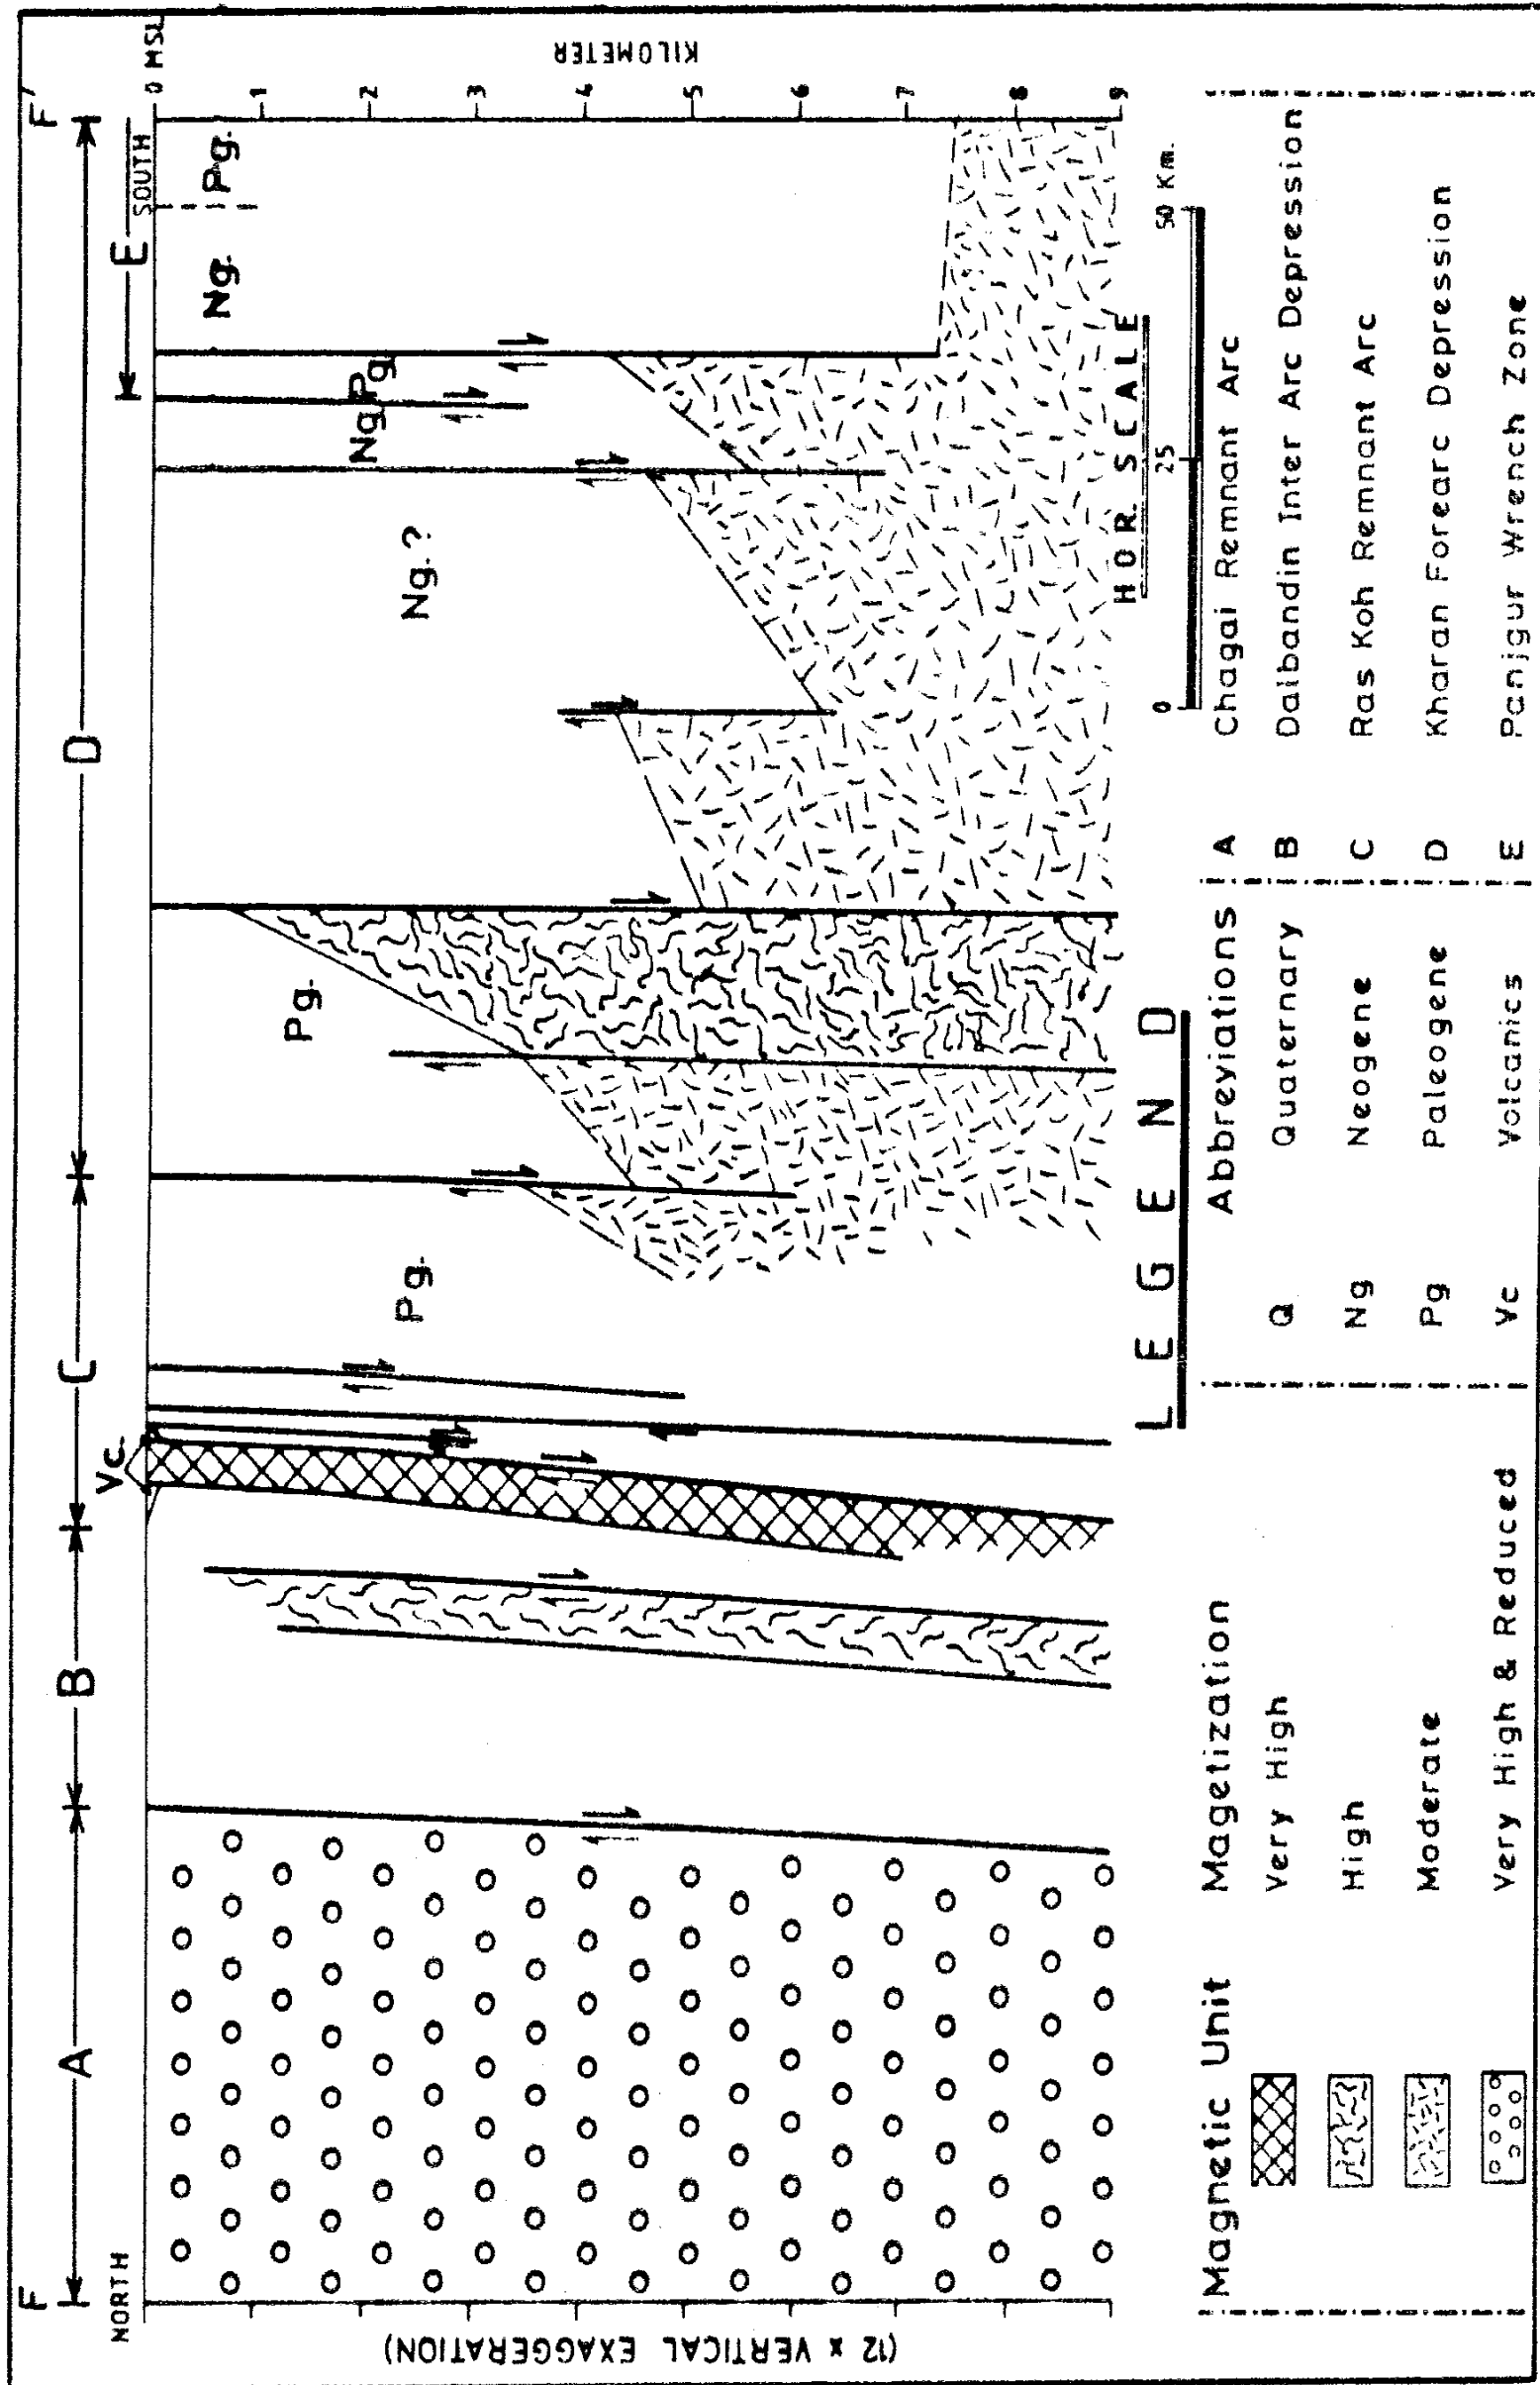 F F'
A B C D
E
NORTH Vc. SOUTH 0 MSL
Pg. Pg. Ng.? Ng. Pg. Ng. Pg.
(12 x VERTICAL EXAGGERATION)
KILOMETER
1
2
3
4
5
6
7
8
9
LEGEND
HOR. SCALE
0 25 50 Km.
Magnetic Unit Magetization
Very High
High
Moderate
Very High & Reduced
Abbreviations
Q Quaternary
Ng Neogene
Pg Paleogene
Vc Volcanics
A Chagai Remnant Arc
B Dalbandin Inter Arc Depression
C Ras Koh Remnant Arc
D Kharan Forearc Depression
E Panjgur Wrench Zone